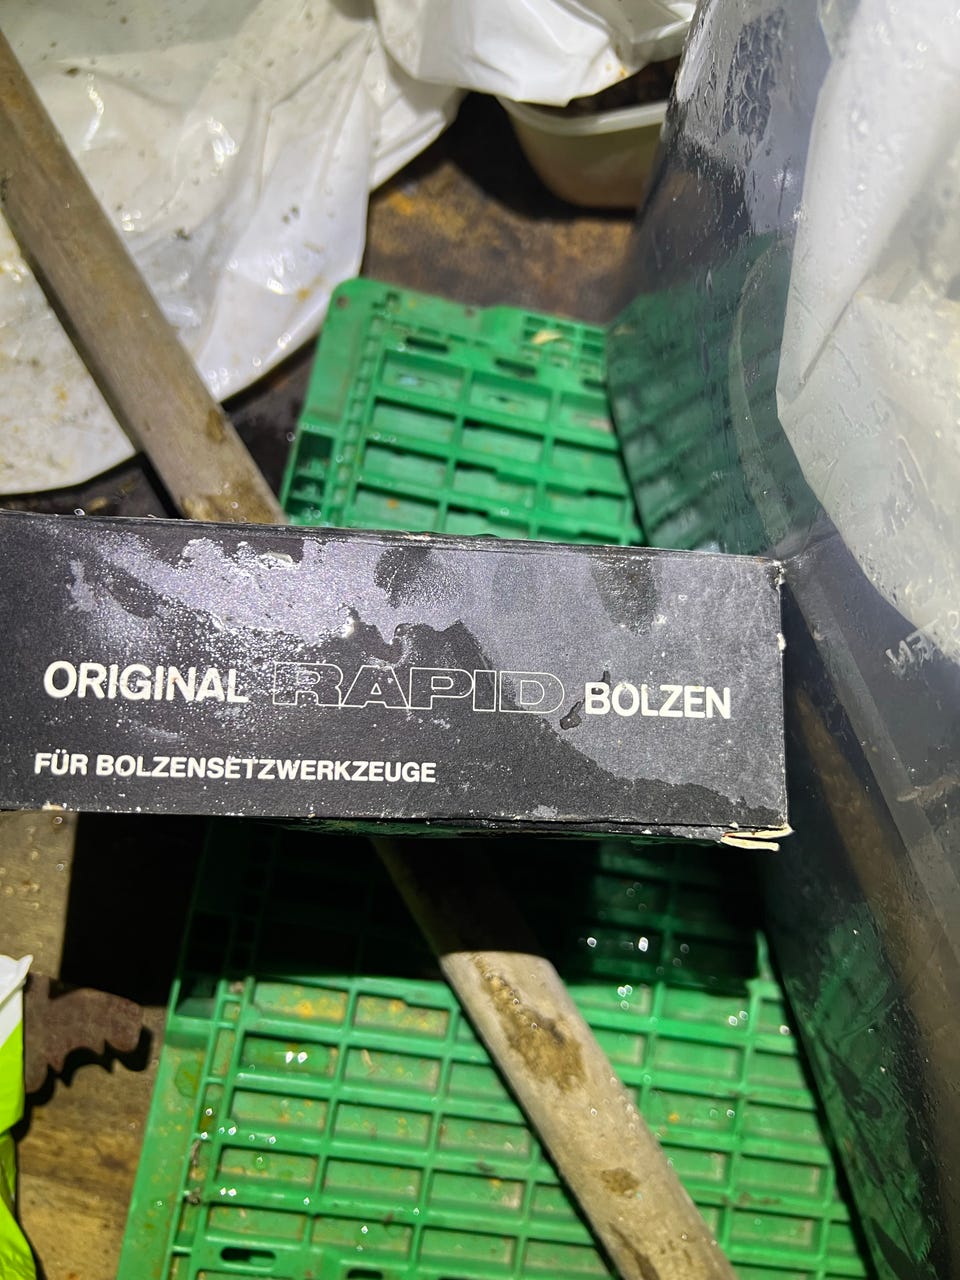 ORIGINAL RAPID BOLZEN
FÜR BOLZENSETZWERKZEUGE